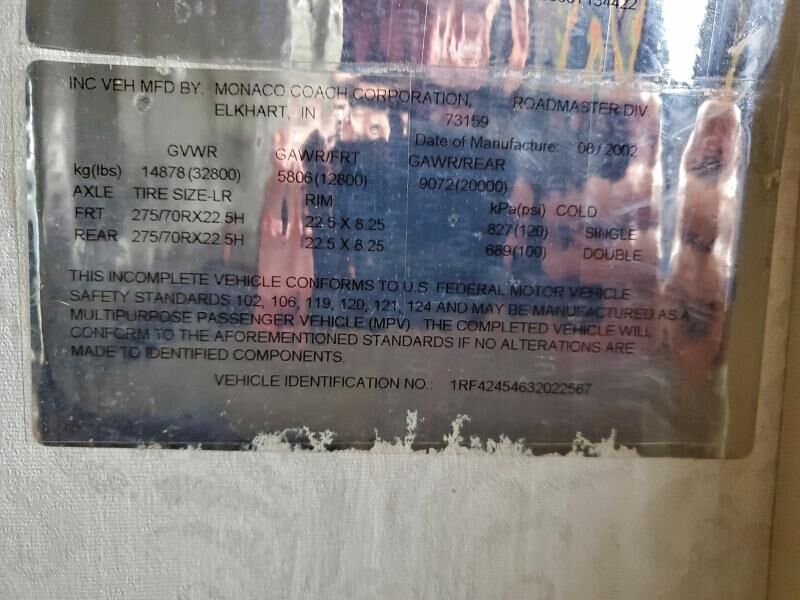 INC VEH MFD BY: MONACO COACH CORPORATION, ROADMASTER DIV.
ELKHART, IN 73159
Date of Manufacture: 08/2002
GVWR GAWR/FRT GAWR/REAR
kg(lbs) 14878(32800) 5806(12800) 9072(20000)
AXLE TIRE SIZE-LR RIM kPa(psi) COLD
FRT 275/70RX22.5H 22.5 X 8.25 827(120) SINGLE
REAR 275/70RX22.5H 22.5 X 8.25 689(100) DOUBLE
THIS INCOMPLETE VEHICLE CONFORMS TO U.S. FEDERAL MOTOR VEHICLE
SAFETY STANDARDS 102, 106, 119, 120, 121, 124 AND MAY BE MANUFACTURED AS A
MULTIPURPOSE PASSENGER VEHICLE (MPV). THE COMPLETED VEHICLE WILL
CONFORM TO THE AFOREMENTIONED STANDARDS IF NO ALTERATIONS ARE
MADE TO IDENTIFIED COMPONENTS.
VEHICLE IDENTIFICATION NO.: 1RF42454632022567